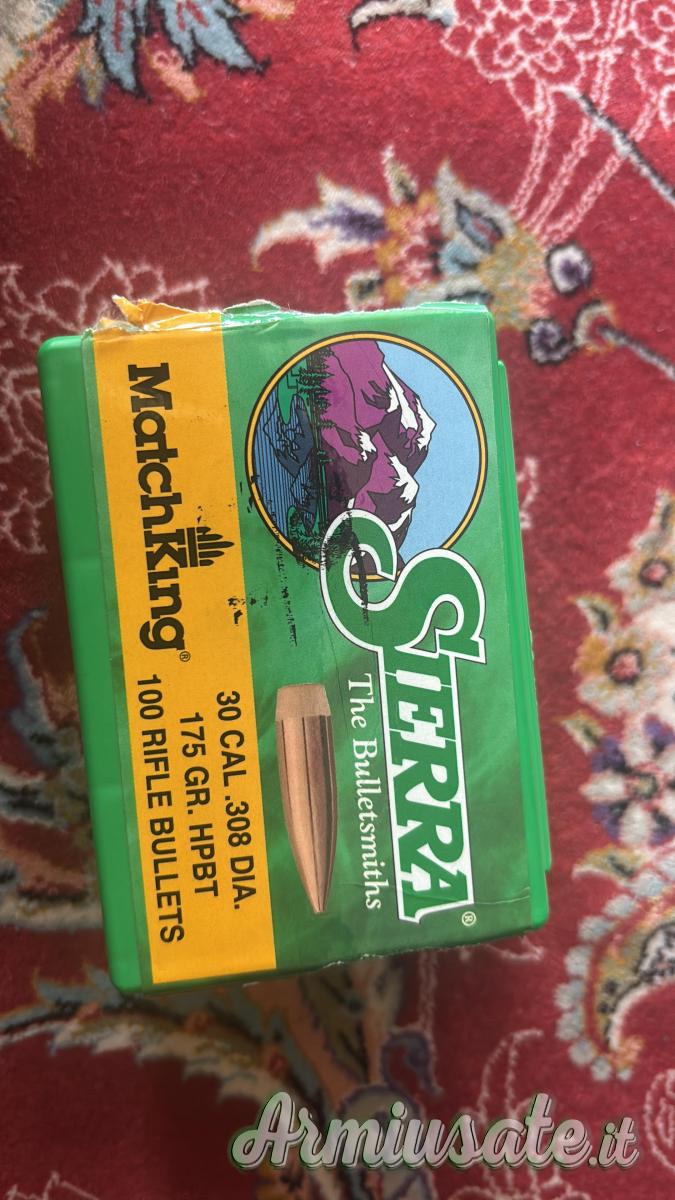 SIERRA®
The Bulletsmiths
MatchKing®
30 CAL .308 DIA.
175 GR. HPBT
100 RIFLE BULLETS
Armiusate.it